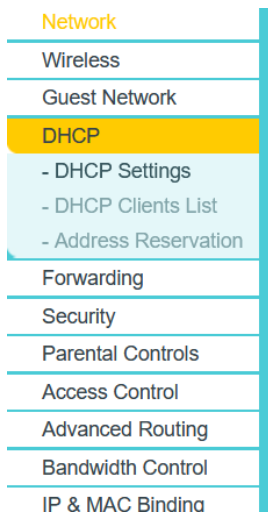 Network
Wireless
Guest Network
DHCP
- DHCP Settings
- DHCP Clients List
- Address Reservation
Forwarding
Security
Parental Controls
Access Control
Advanced Routing
Bandwidth Control
IP & MAC Binding